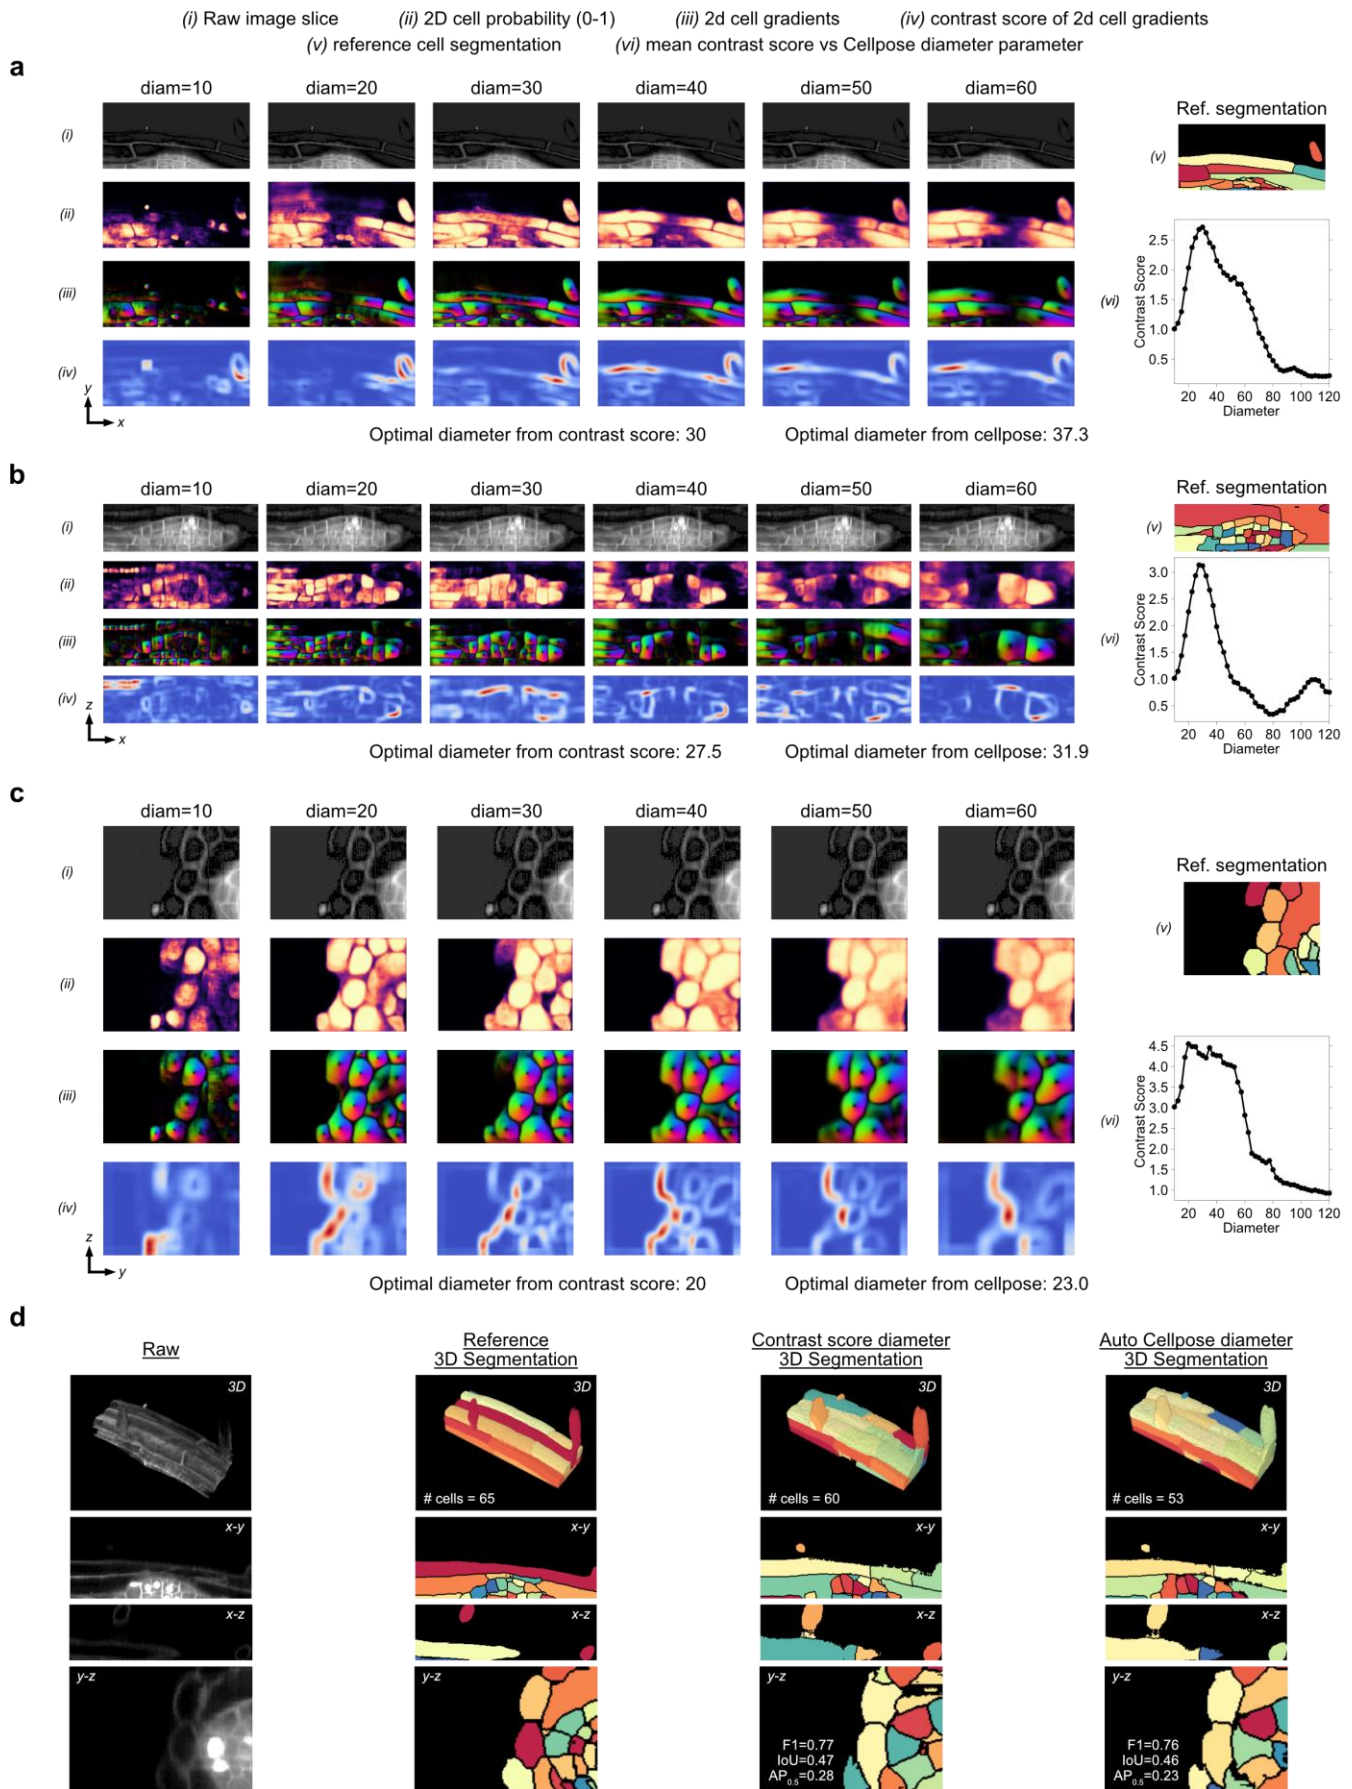 (i) Raw image slice (ii) 2D cell probability (0-1) (iii) 2d cell gradients (iv) contrast score of 2d cell gradients
(v) reference cell segmentation (vi) mean contrast score vs Cellpose diameter parameter
a
diam=10 diam=20 diam=30 diam=40 diam=50 diam=60
Ref. segmentation
(i)
(v)
(ii)
(iii)
(vi)
(iv)
Contrast Score
2.5
2.0
1.5
1.0
0.5
20 40 60 80 100 120
Diameter
y
x
Optimal diameter from contrast score: 30 Optimal diameter from cellpose: 37.3
b
diam=10 diam=20 diam=30 diam=40 diam=50 diam=60
Ref. segmentation
(i)
(v)
(ii)
(iii)
(vi)
(iv)
Contrast Score
3.0
2.5
2.0
1.5
1.0
0.5
20 40 60 80 100 120
Diameter
z
x
Optimal diameter from contrast score: 27.5 Optimal diameter from cellpose: 31.9
c
diam=10 diam=20 diam=30 diam=40 diam=50 diam=60
Ref. segmentation
(i)
(v)
(ii)
(iii)
(vi)
(iv)
Contrast Score
4.5
4.0
3.5
3.0
2.5
2.0
1.5
1.0
20 40 60 80 100 120
Diameter
z
y
Optimal diameter from contrast score: 20 Optimal diameter from cellpose: 23.0
d
Raw
Reference
3D Segmentation
Contrast score diameter
3D Segmentation
Auto Cellpose diameter
3D Segmentation
3D 3D 3D 3D
# cells = 65 # cells = 60 # cells = 53
x-y x-y x-y x-y
x-z x-z x-z x-z
y-z y-z y-z y-z
F1=0.77
IoU=0.47
AP0.5=0.28
F1=0.76
IoU=0.46
AP0.5=0.23